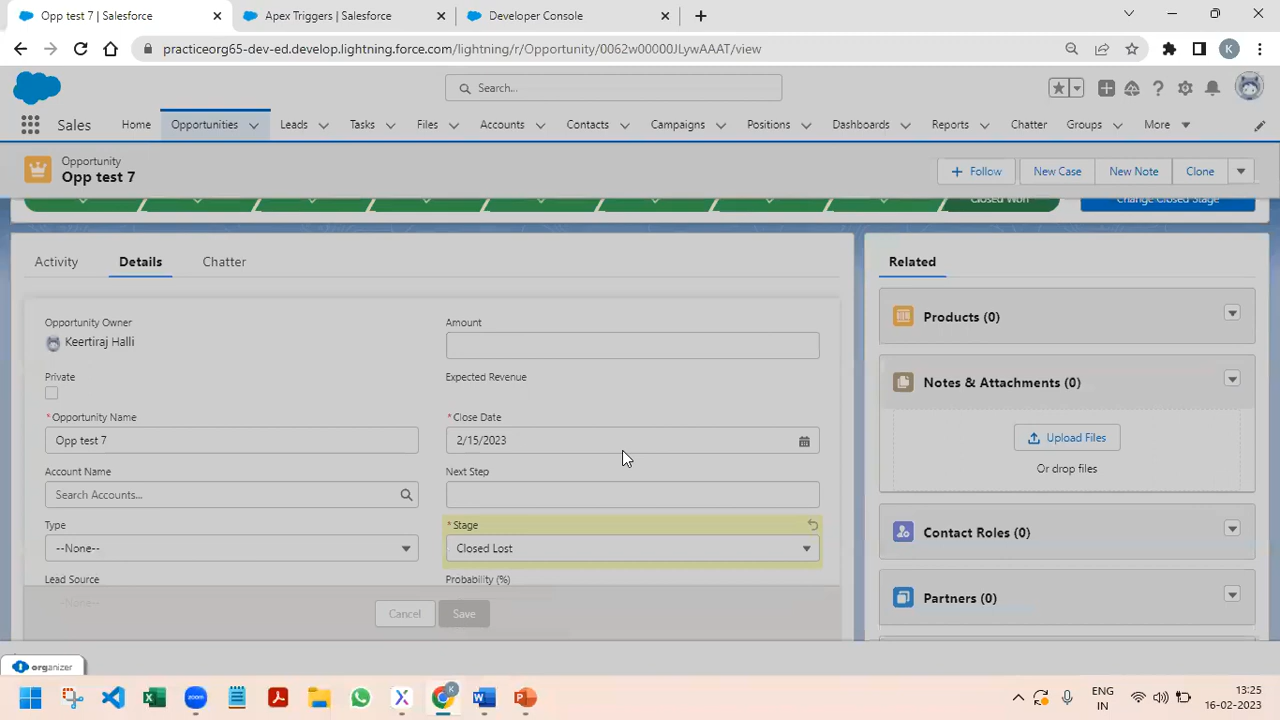 Opp test 7 | Salesforce
Apex Triggers | Salesforce
Developer Console
practiceorg65-dev-ed.develop.lightning.force.com/lightning/r/Opportunity/0062w00000JLywAAAT/view
K
Search...
Sales
Home
Opportunities
Leads
Tasks
Files
Accounts
Contacts
Campaigns
Positions
Dashboards
Reports
Chatter
Groups
More
Opportunity
Opp test 7
Follow
New Case
New Note
Clone
Closed Won
Change Closed Stage
Activity
Details
Chatter
Related
Opportunity Owner
Keertiraj Halli
Amount
Private
Expected Revenue
*Opportunity Name
Opp test 7
*Close Date
2/15/2023
Account Name
Search Accounts...
Next Step
Type
--None--
*Stage
Closed Lost
Lead Source
--None--
Probability (%)
Cancel
Save
Products (0)
Notes & Attachments (0)
Upload Files
Or drop files
Contact Roles (0)
Partners (0)
organizer
ENG
IN
13:25
16-02-2023